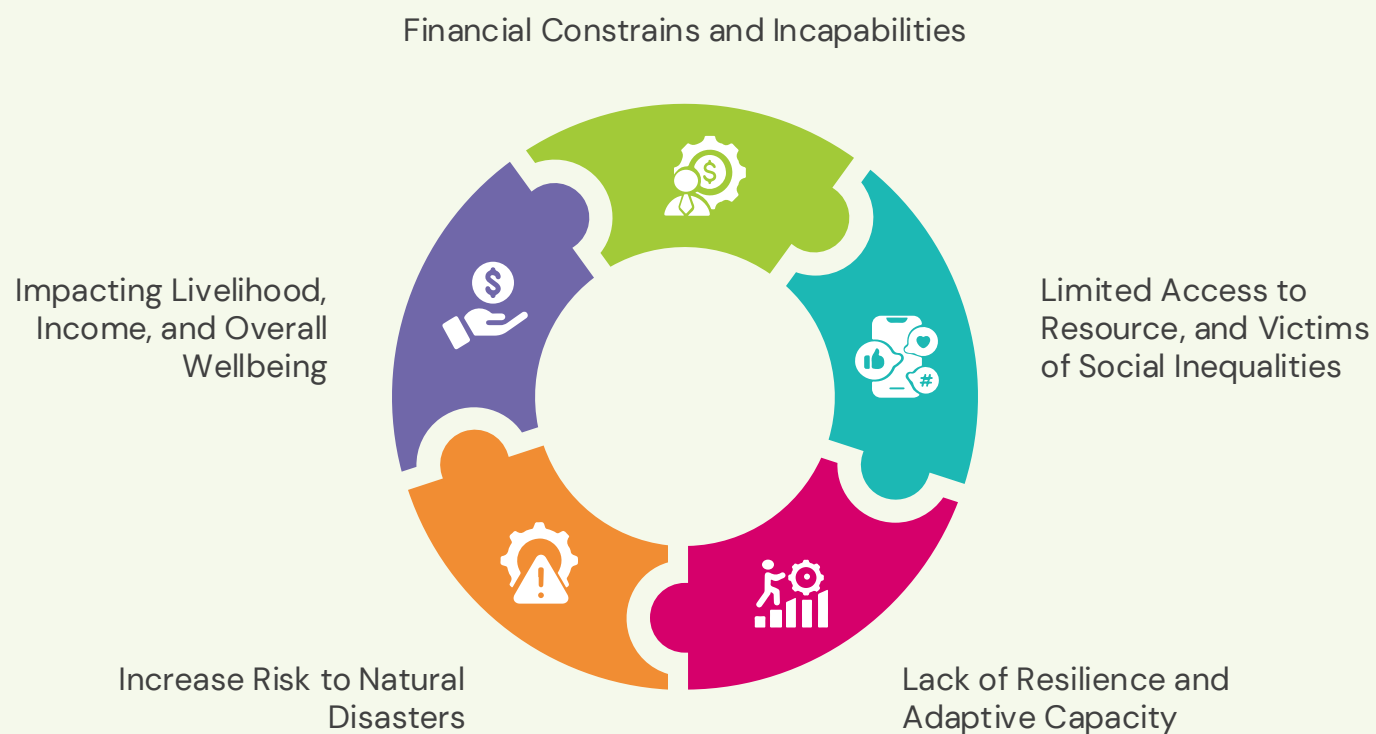 Financial Constrains and Incapabilities
Limited Access to
Resource, and Victims
of Social Inequalities
Lack of Resilience and
Adaptive Capacity
Increase Risk to Natural
Disasters
Impacting Livelihood,
Income, and Overall
Wellbeing
$
$
#